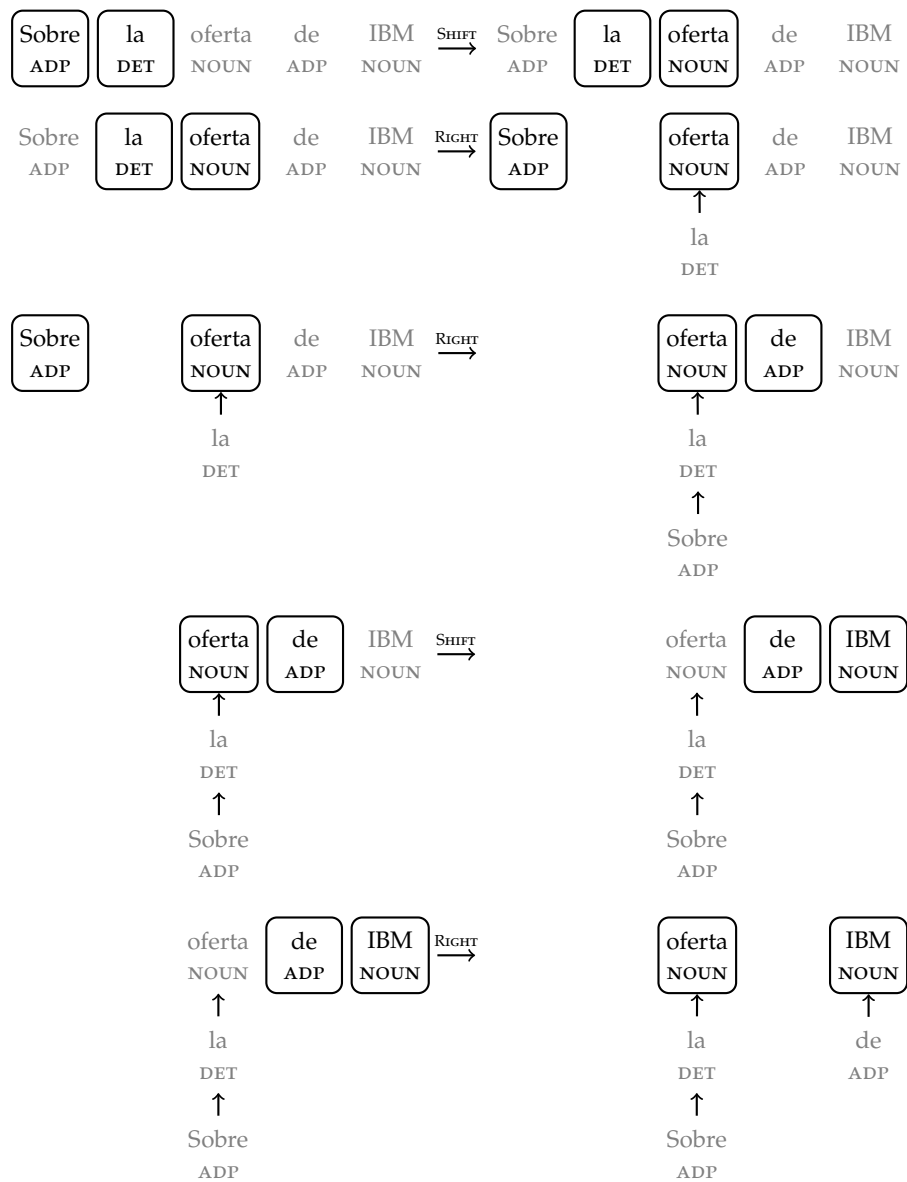 Sobre la oferta de IBM SHIFT Sobre la oferta de IBM
ADP DET NOUN ADP NOUN ADP DET NOUN ADP NOUN
Sobre la oferta de IBM RIGHT Sobre oferta de IBM
ADP DET NOUN ADP NOUN ADP NOUN ADP NOUN
la
DET
Sobre oferta de IBM RIGHT oferta de IBM
ADP NOUN ADP NOUN NOUN ADP NOUN
la la
DET DET
Sobre
ADP
oferta de IBM SHIFT oferta de IBM
NOUN ADP NOUN NOUN ADP NOUN
la la
DET DET
Sobre Sobre
ADP ADP
oferta de IBM RIGHT oferta IBM
NOUN ADP NOUN NOUN NOUN
la la de
DET DET ADP
Sobre Sobre
ADP ADP